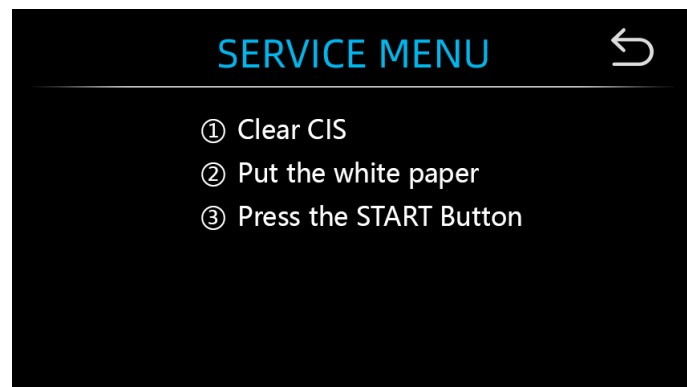 SERVICE MENU
① Clear CIS
② Put the white paper
③ Press the START Button